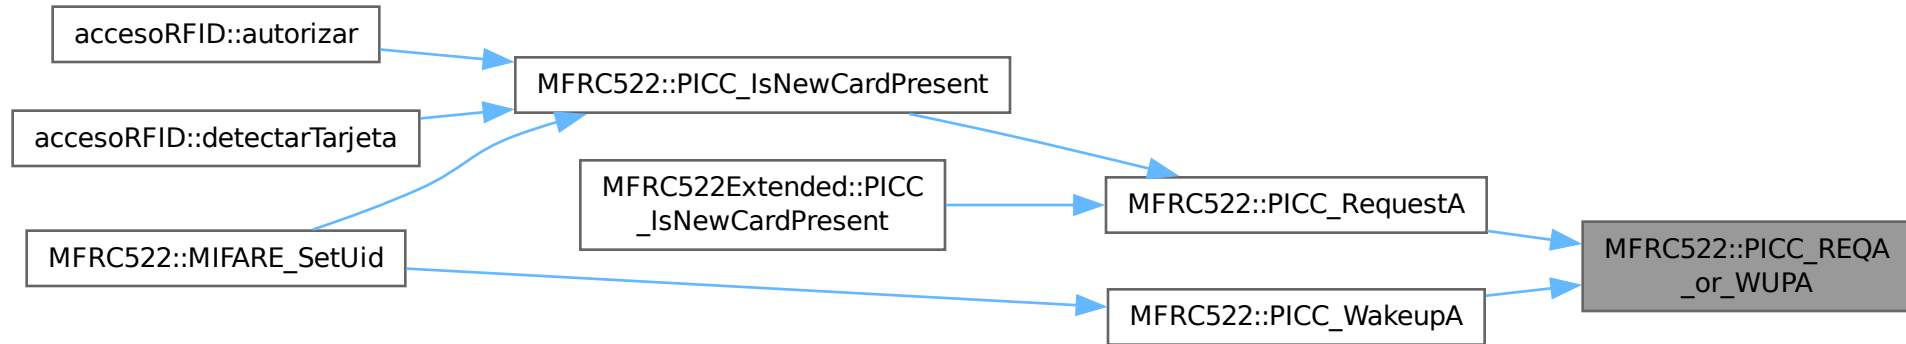 accesoRFID::autorizar
accesoRFID::detectarTarjeta
MFRC522::MIFARE_SetUid
MFRC522::PICC_IsNewCardPresent
MFRC522Extended::PICC
_IsNewCardPresent
MFRC522::PICC_RequestA
MFRC522::PICC_WakeupA
MFRC522::PICC_REQA
_or_WUPA